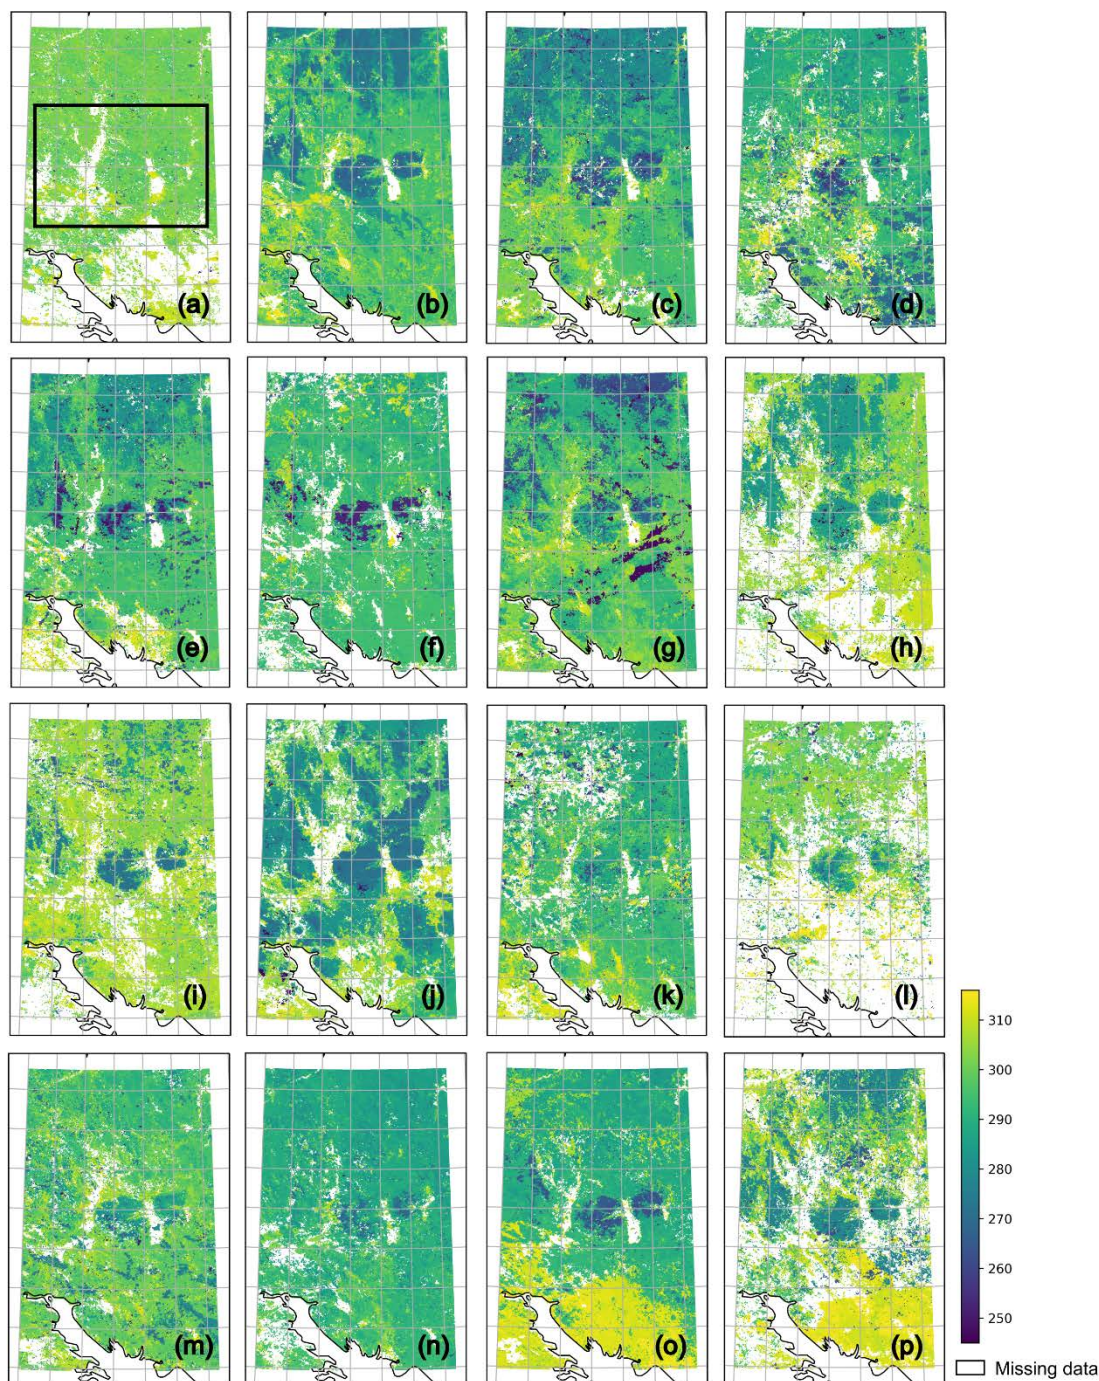 (a) (b) (c) (d)
(e) (f) (g) (h)
(i) (j) (k) (l)
310
300
290
280
270
260
250
(m) (n) (o) (p)
Missing data